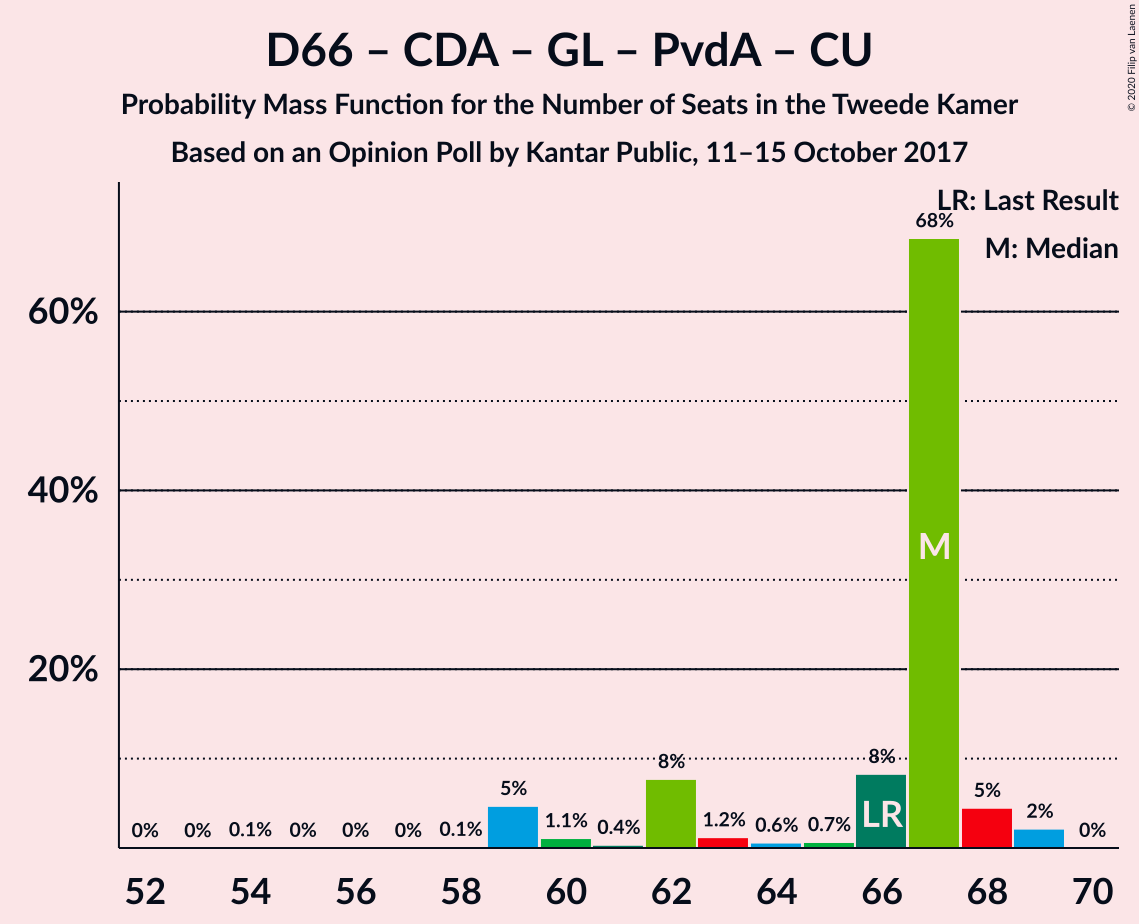 D66 – CDA – GL – PvdA – CU
Probability Mass Function for the Number of Seats in the Tweede Kamer
Based on an Opinion Poll by Kantar Public, 11–15 October 2017
© 2020 Filip van Laenen
LR: Last Result
M: Median
60%
40%
20%
0% 0% 0.1% 0% 0% 0% 0.1% 5% 1.1% 0.4% 8% 1.2% 0.6% 0.7% 8% 68% 5% 2% 0%
M
LR
52 54 56 58 60 62 64 66 68 70